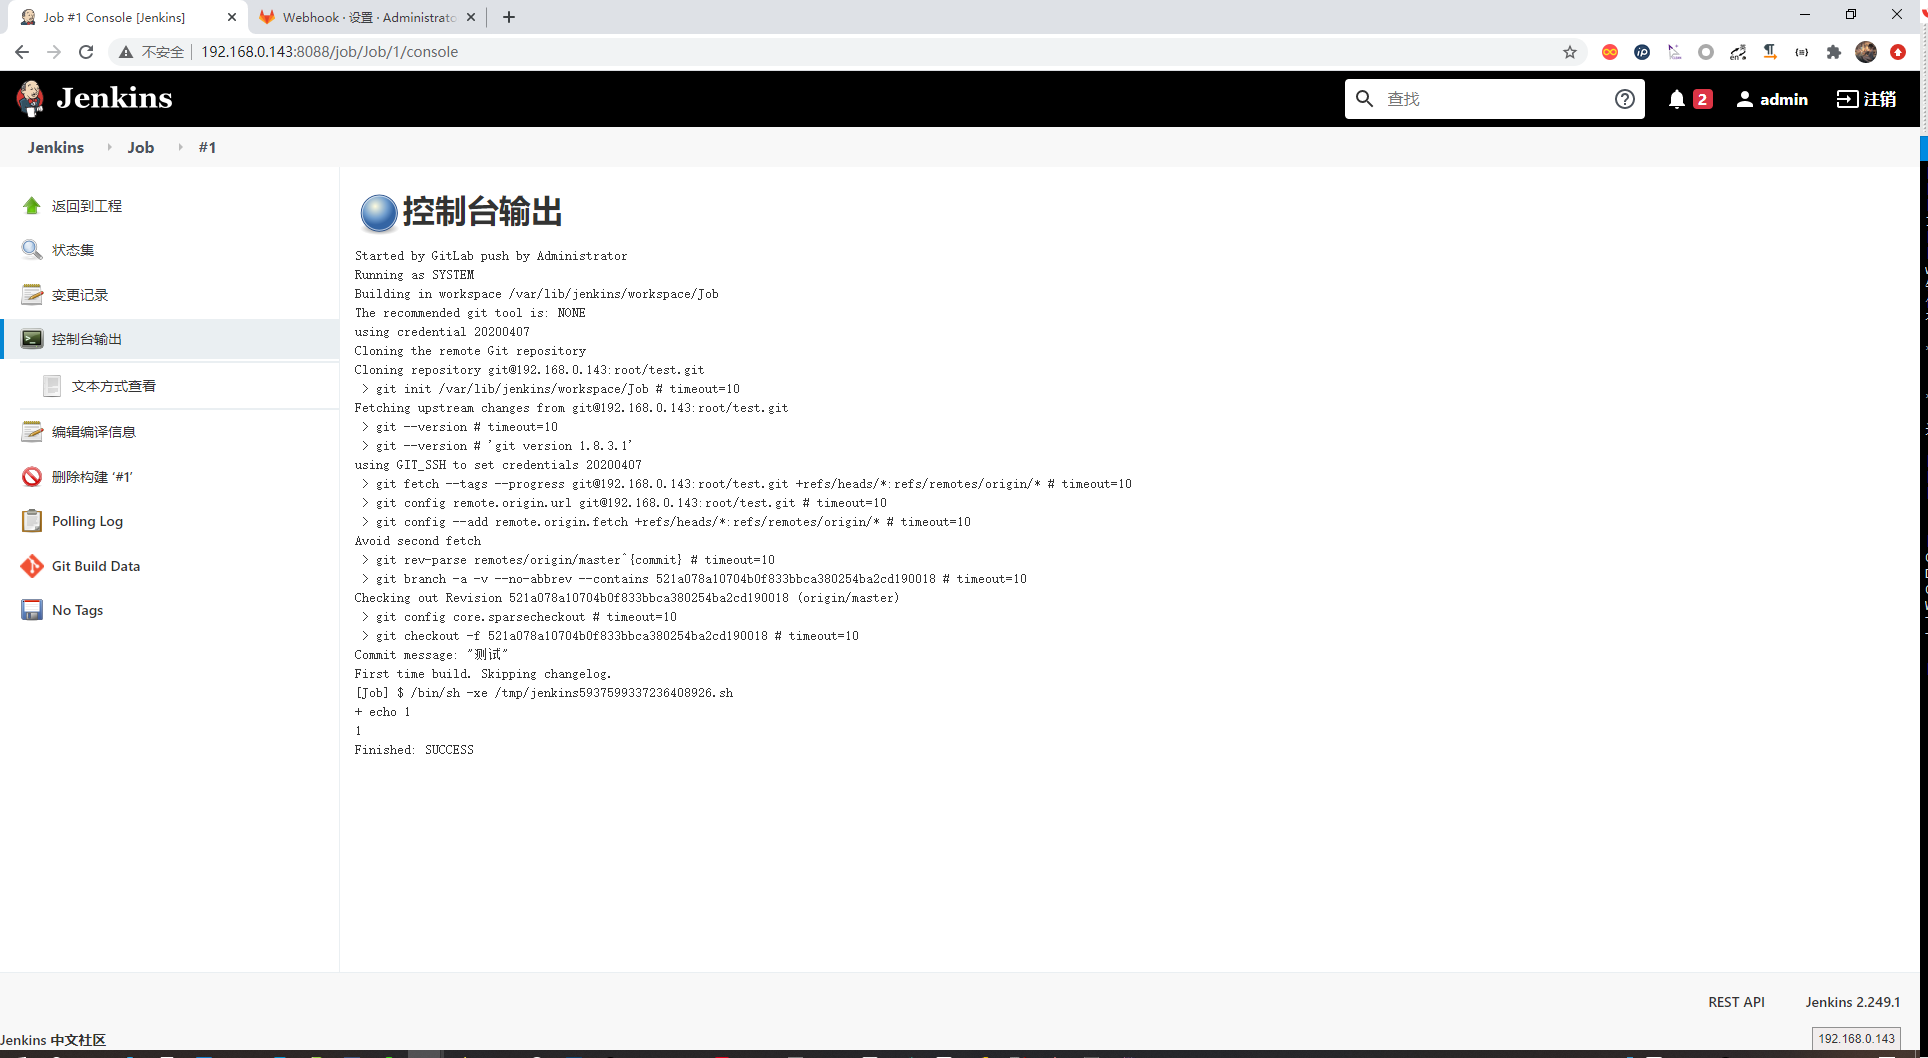 Job #1 Console [Jenkins]
Webhook · 设置 · Administrato
不安全
192.168.0.143:8088/job/Job/1/console
Jenkins
查找
2
admin
注销
Jenkins
Job
#1
返回到工程
状态集
变更记录
控制台输出
文本方式查看
编辑编译信息
删除构建 ‘#1’
Polling Log
Git Build Data
No Tags
控制台输出
Started by GitLab push by Administrator
Running as SYSTEM
Building in workspace /var/lib/jenkins/workspace/Job
The recommended git tool is: NONE
using credential 20200407
Cloning the remote Git repository
Cloning repository git@192.168.0.143:root/test.git
 > git init /var/lib/jenkins/workspace/Job # timeout=10
Fetching upstream changes from git@192.168.0.143:root/test.git
 > git --version # timeout=10
 > git --version # 'git version 1.8.3.1'
using GIT_SSH to set credentials 20200407
 > git fetch --tags --progress git@192.168.0.143:root/test.git +refs/heads/*:refs/remotes/origin/* # timeout=10
 > git config remote.origin.url git@192.168.0.143:root/test.git # timeout=10
 > git config --add remote.origin.fetch +refs/heads/*:refs/remotes/origin/* # timeout=10
Avoid second fetch
 > git rev-parse remotes/origin/master^{commit} # timeout=10
 > git branch -a -v --no-abbrev --contains 521a078a10704b0f833bbca380254ba2cd190018 # timeout=10
Checking out Revision 521a078a10704b0f833bbca380254ba2cd190018 (origin/master)
 > git config core.sparsecheckout # timeout=10
 > git checkout -f 521a078a10704b0f833bbca380254ba2cd190018 # timeout=10
Commit message: "测试"
First time build. Skipping changelog.
[Job] $ /bin/sh -xe /tmp/jenkins5937599337236408926.sh
+ echo 1
1
Finished: SUCCESS
REST API
Jenkins 2.249.1
Jenkins 中文社区
192.168.0.143